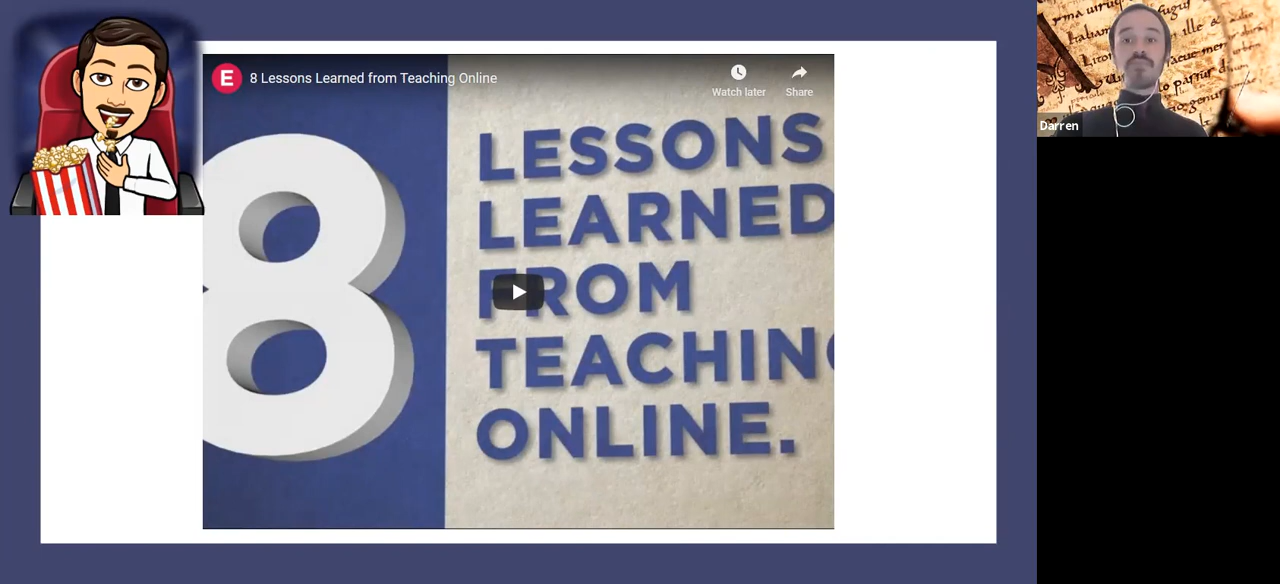 E 8 Lessons Learned from Teaching Online
Watch later
Share
8
LESSONS
LEARNED
FROM
TEACHING
ONLINE.
Darren